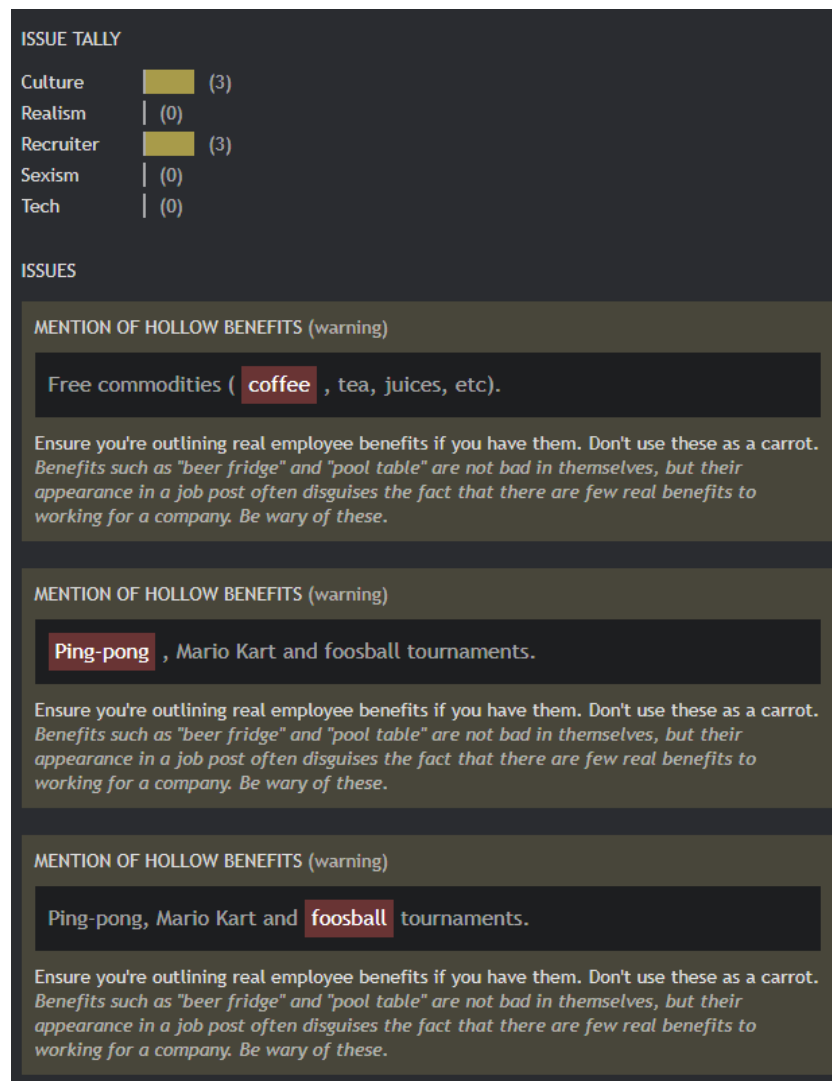 ISSUE TALLY
Culture (3)
Realism (0)
Recruiter (3)
Sexism (0)
Tech (0)
ISSUES
MENTION OF HOLLOW BENEFITS (warning)
Free commodities ( coffee , tea, juices, etc).
Ensure you're outlining real employee benefits if you have them. Don't use these as a carrot.
Benefits such as "beer fridge" and "pool table" are not bad in themselves, but their
appearance in a job post often disguises the fact that there are few real benefits to
working for a company. Be wary of these.
MENTION OF HOLLOW BENEFITS (warning)
Ping-pong , Mario Kart and foosball tournaments.
Ensure you're outlining real employee benefits if you have them. Don't use these as a carrot.
Benefits such as "beer fridge" and "pool table" are not bad in themselves, but their
appearance in a job post often disguises the fact that there are few real benefits to
working for a company. Be wary of these.
MENTION OF HOLLOW BENEFITS (warning)
Ping-pong, Mario Kart and foosball tournaments.
Ensure you're outlining real employee benefits if you have them. Don't use these as a carrot.
Benefits such as "beer fridge" and "pool table" are not bad in themselves, but their
appearance in a job post often disguises the fact that there are few real benefits to
working for a company. Be wary of these.